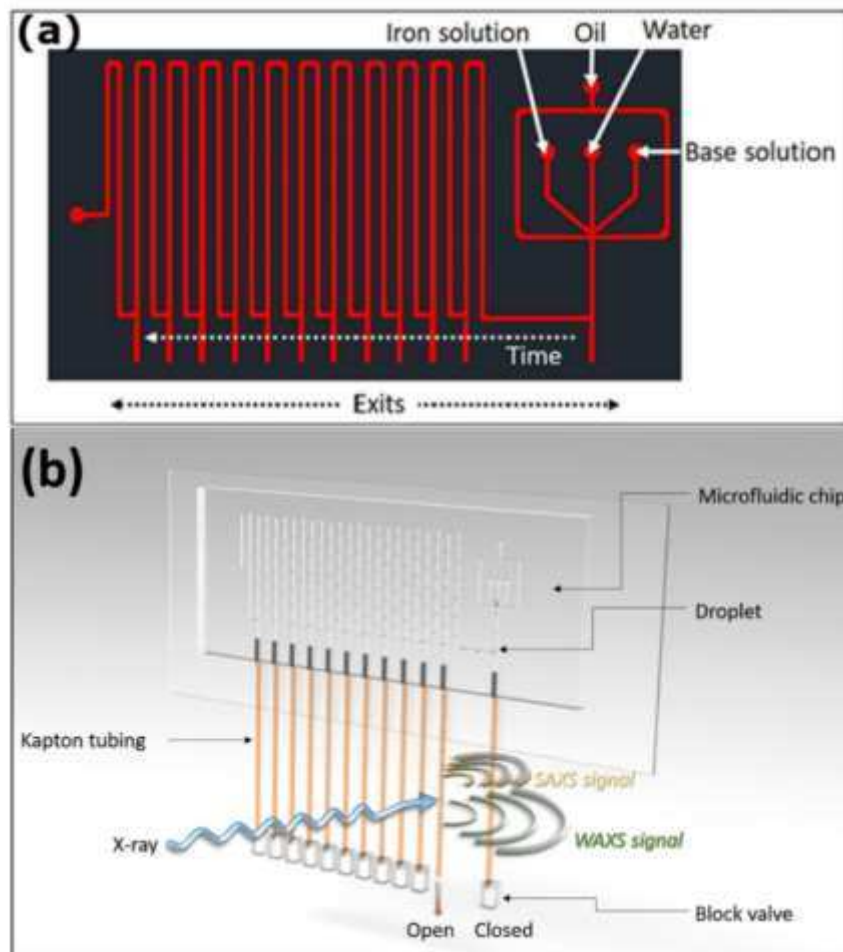 (a)
Iron solution
Oil
Water
Base solution
Time
Exits
(b)
Microfluidic chip
Droplet
Kapton tubing
SAXS signal
X-ray
WAXS signal
Open
Closed
Block valve